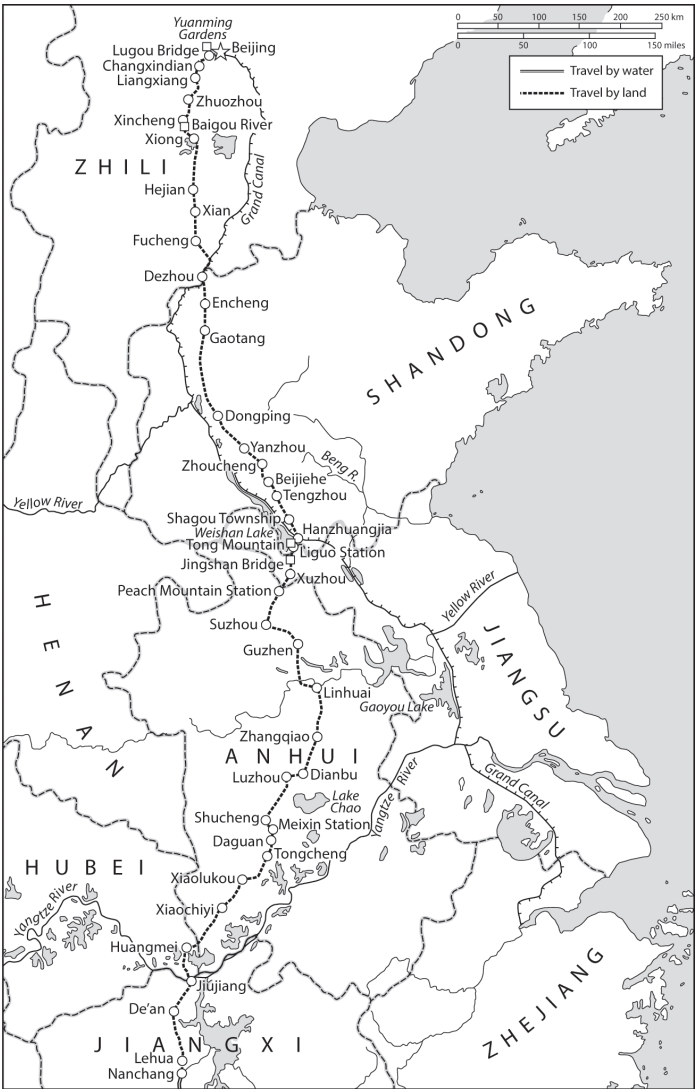 Yuanming
Gardens
Lugou Bridge
Beijing
Changxindian
Liangxiang
Zhuozhou
Xincheng
Baigou River
Xiong
ZHILI
Grand Canal
Hejian
Xian
Fucheng
Dezhou
Encheng
Gaotang
SHANDONG
Dongping
Yanzhou
Zhoucheng
Beng R.
Beijiehe
Tengzhou
Yellow River
Shagou Township
Weishan Lake
Hanzhuangjia
Tong Mountain
Liguo Station
Jingshan Bridge
Xuzhou
Peach Mountain Station
Yellow River
HENAN
Suzhou
JIANGSU
Guzhen
Linhuai
Gaoyou Lake
Zhangqiao
ANHUI
Luzhou
Dianbu
Yangtze River
Grand Canal
Lake
Chao
Shucheng
Meixin Station
Daguan
Tongcheng
HUBEI
Xiaolukou
Yangtze River
Xiaochiyi
Huangmei
Jiujiang
De'an
ZHEJIANG
JIANGXI
Lehua
Nanchang
0 50 100 150 200 250 km
0 50 100 150 miles
Travel by water
Travel by land